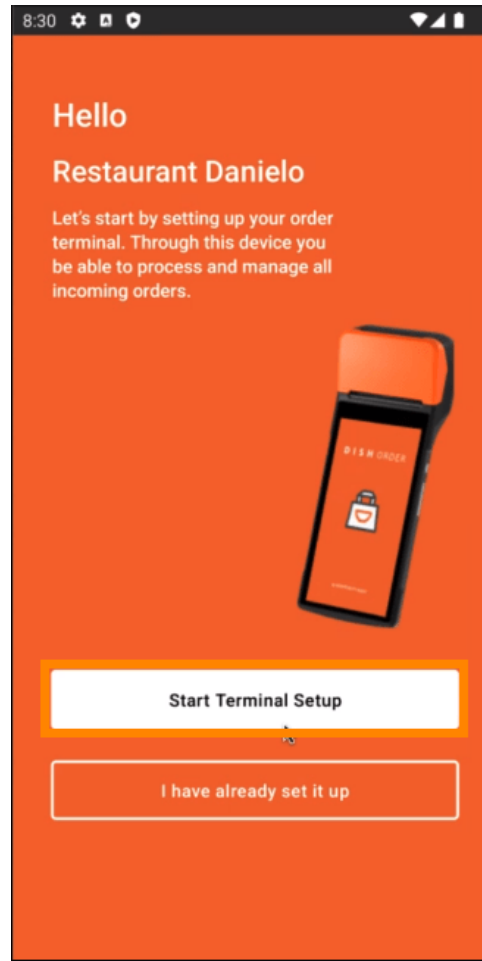 8:30
Hello
Restaurant Danielo
Let's start by setting up your order
terminal. Through this device you
be able to process and manage all
incoming orders.
DISH ORDER
Start Terminal Setup
I have already set it up